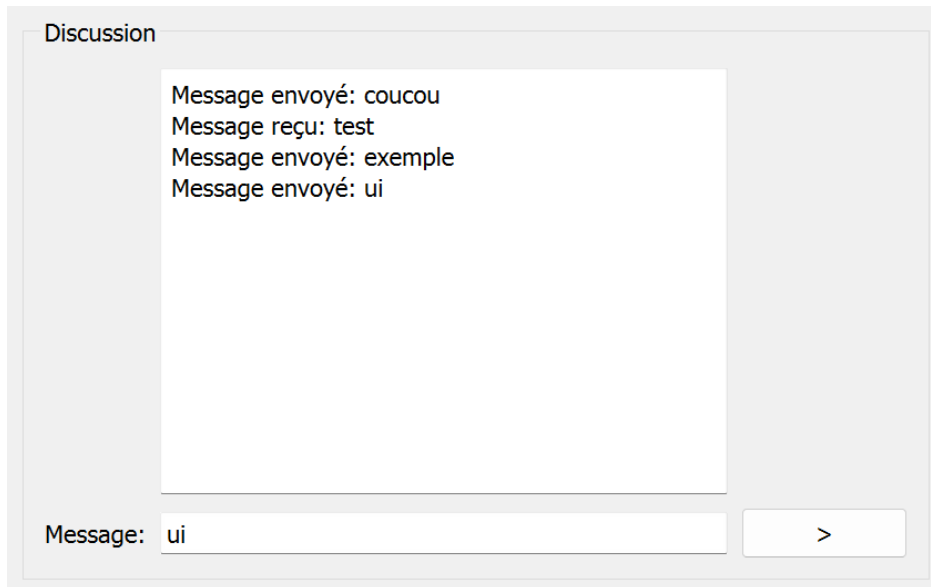 Discussion
Message envoyé: coucou
Message reçu: test
Message envoyé: exemple
Message envoyé: ui
Message: ui >